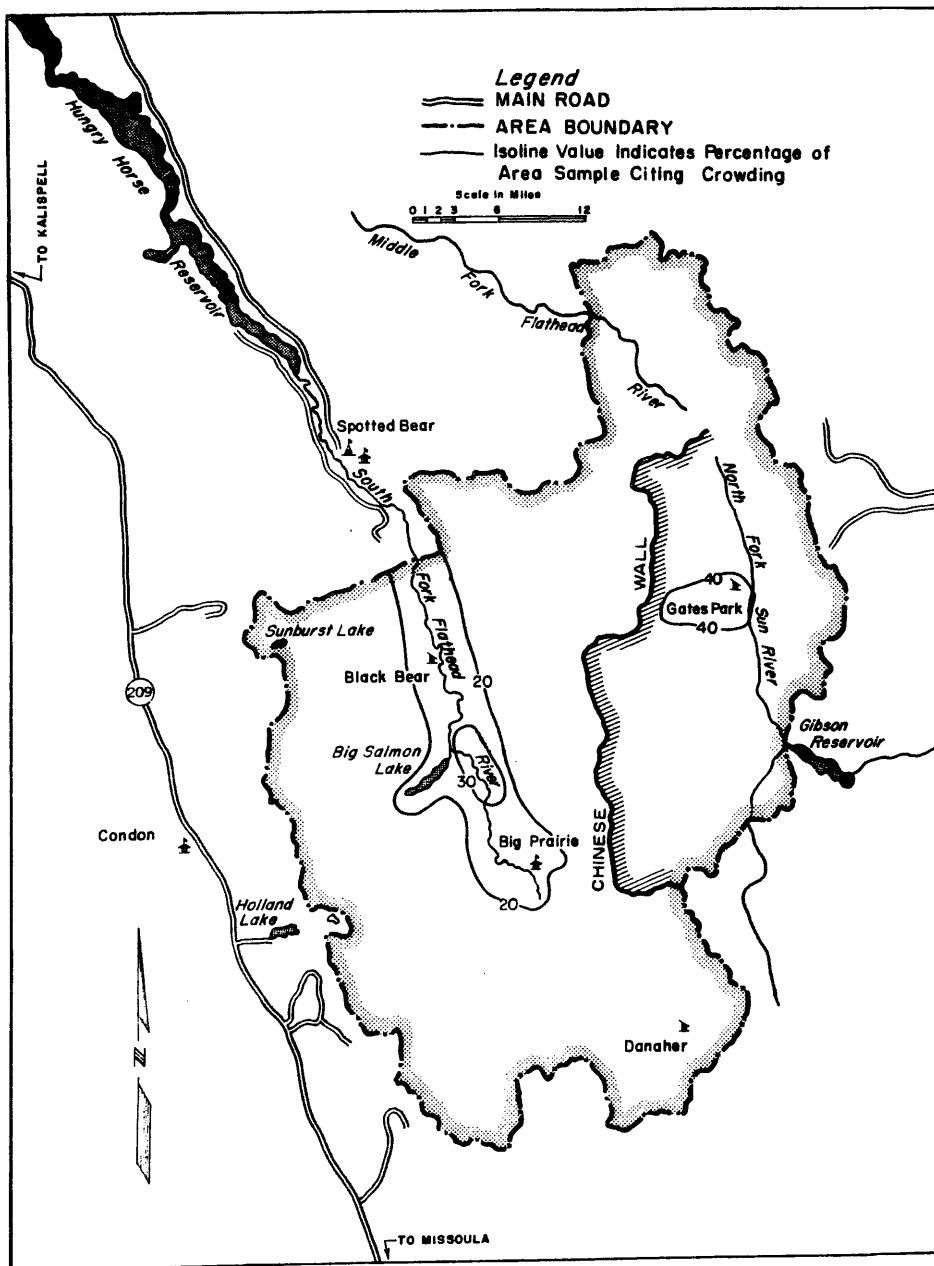 Legend
MAIN ROAD
AREA BOUNDARY
Isoline Value Indicates Percentage of
Area Sample Citing Crowding
Scale in Miles
0 1 2 3 6 12
Hungry Horse
Reservoir
TO KALISPELL
Middle Fork
Flathead
River
Spotted Bear
South
Fork Flathead
River
North Fork
Sun River
WALL
CHINESE
40
Gates Park
40
Sunburst Lake
Black Bear
20
209
Big Salmon
Lake
30
Gibson
Reservoir
Condon
Big Prairie
20
Holland
Lake
N
Danaher
TO MISSOULA